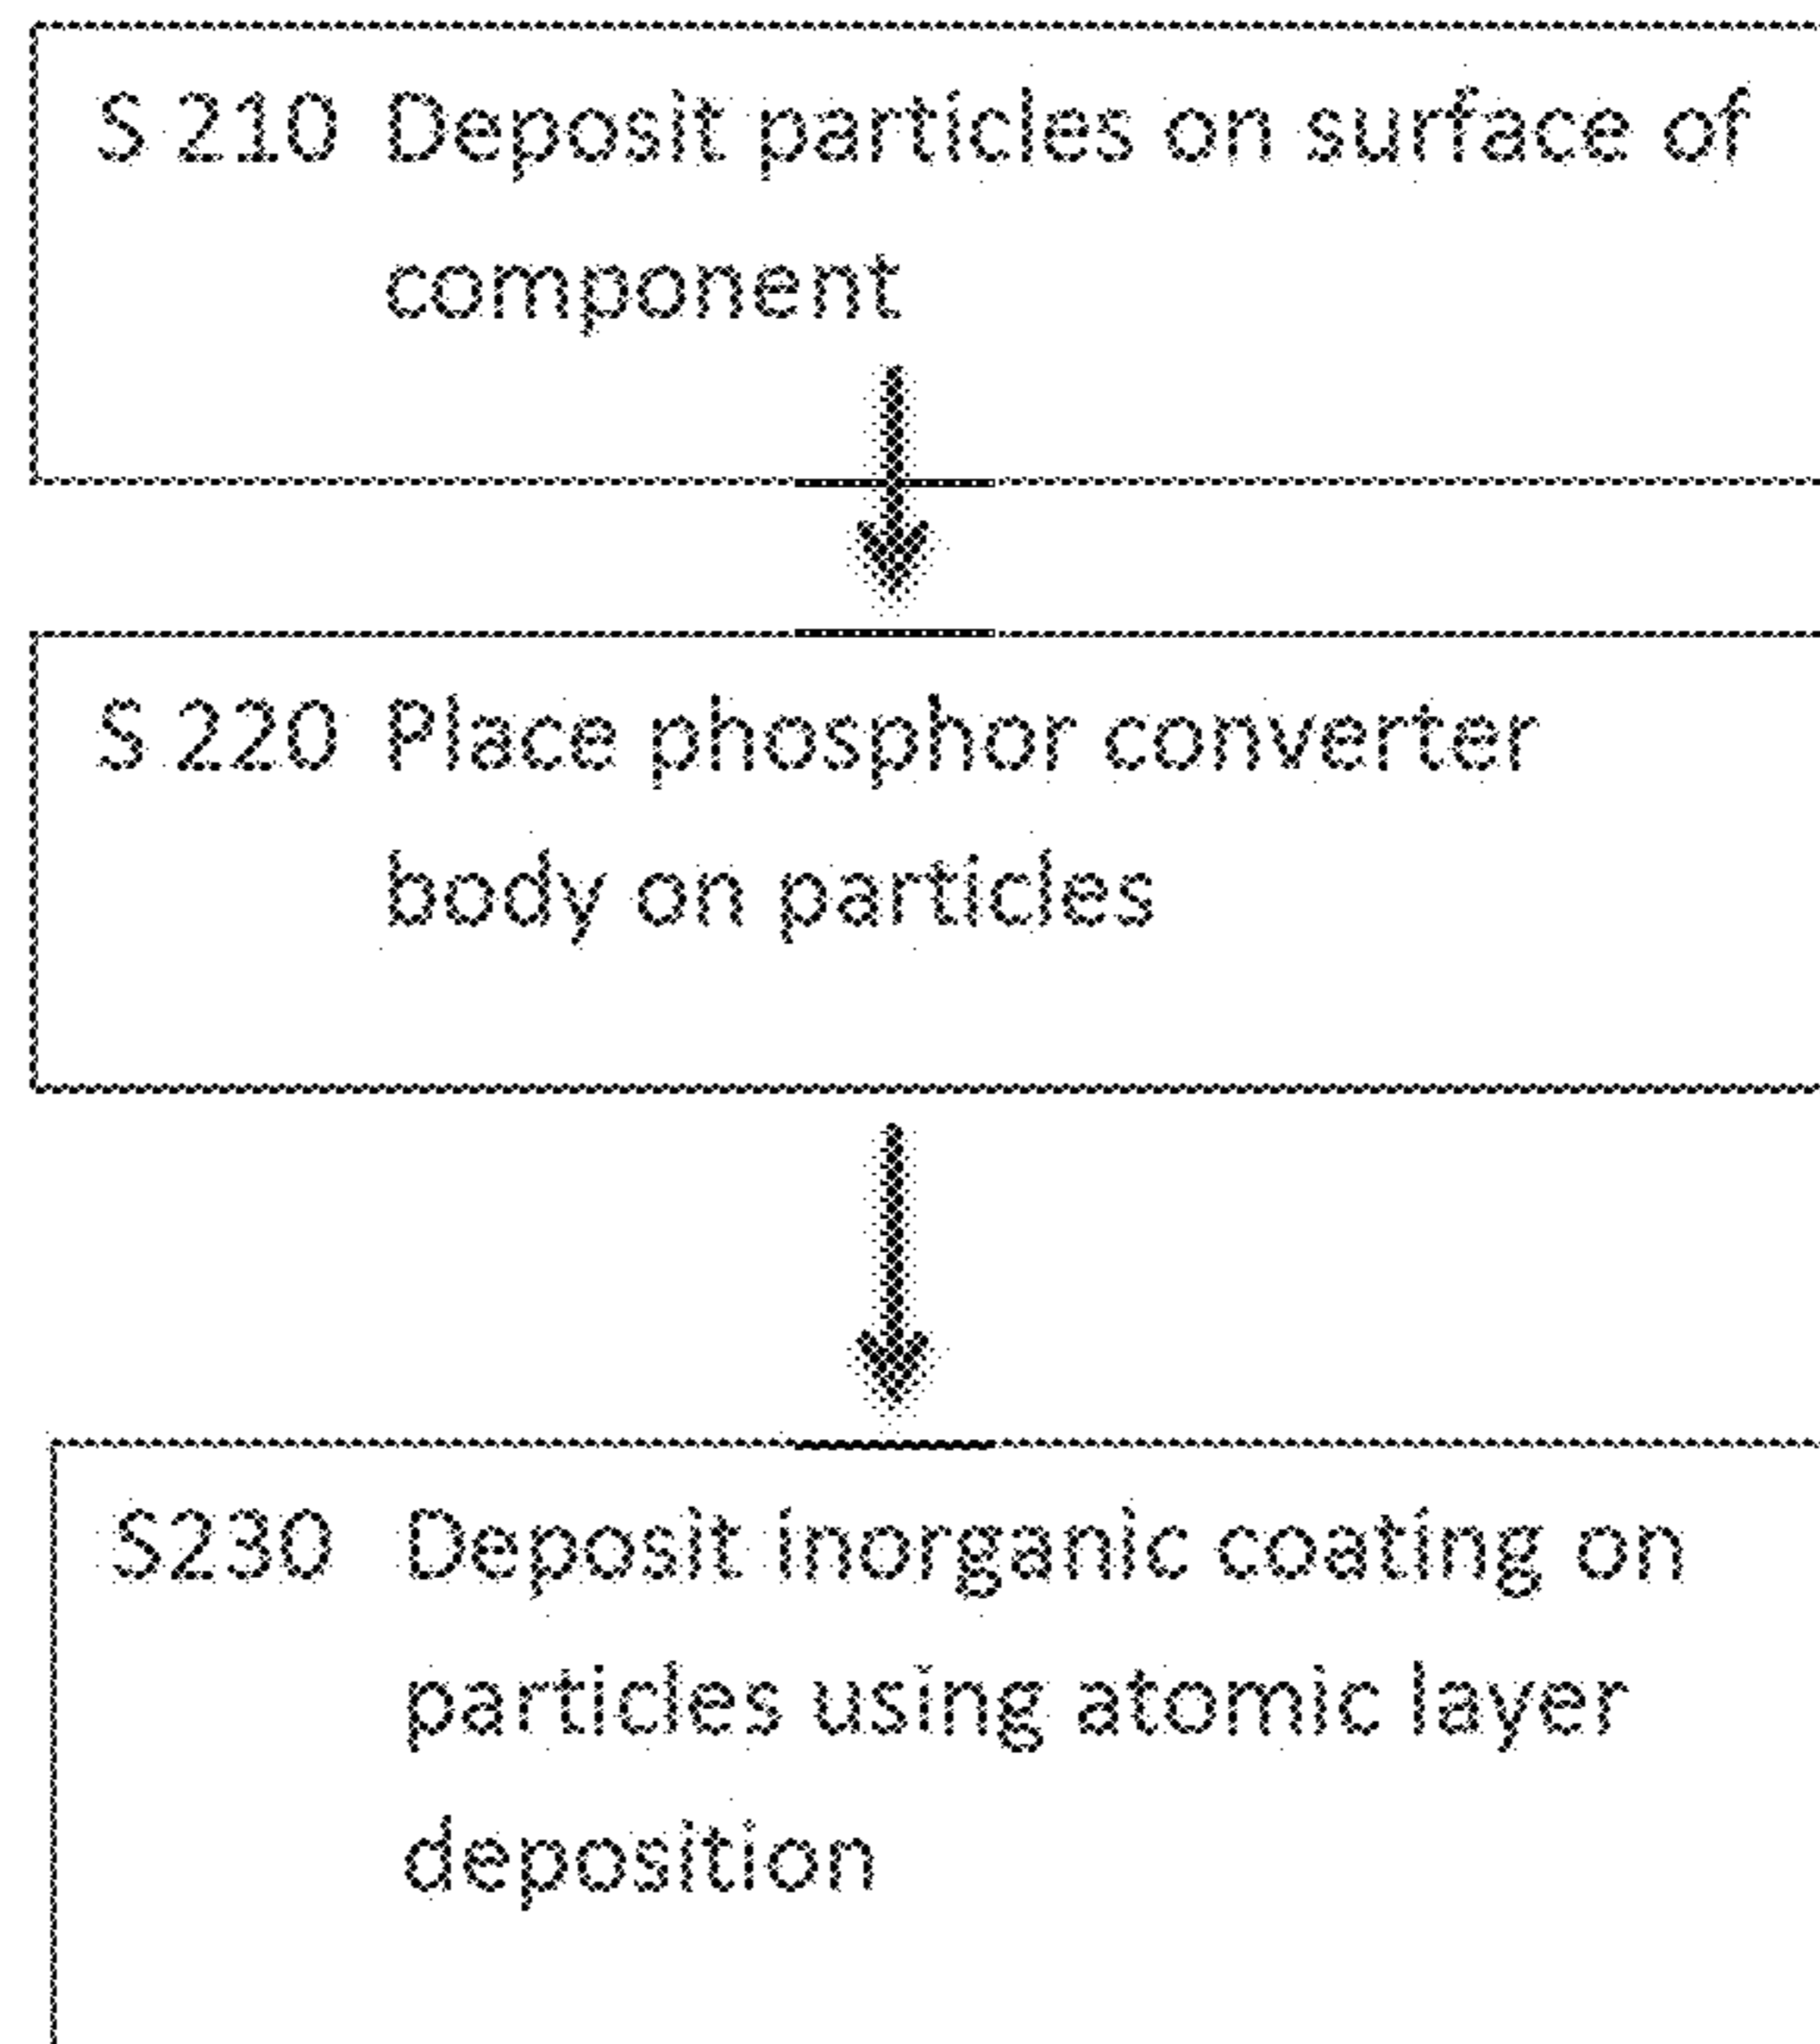 S 210 Deposit particles on surface of
component
S 220 Place phosphor converter
body on particles
S230 Deposit inorganic coating on
particles using atomic layer
deposition